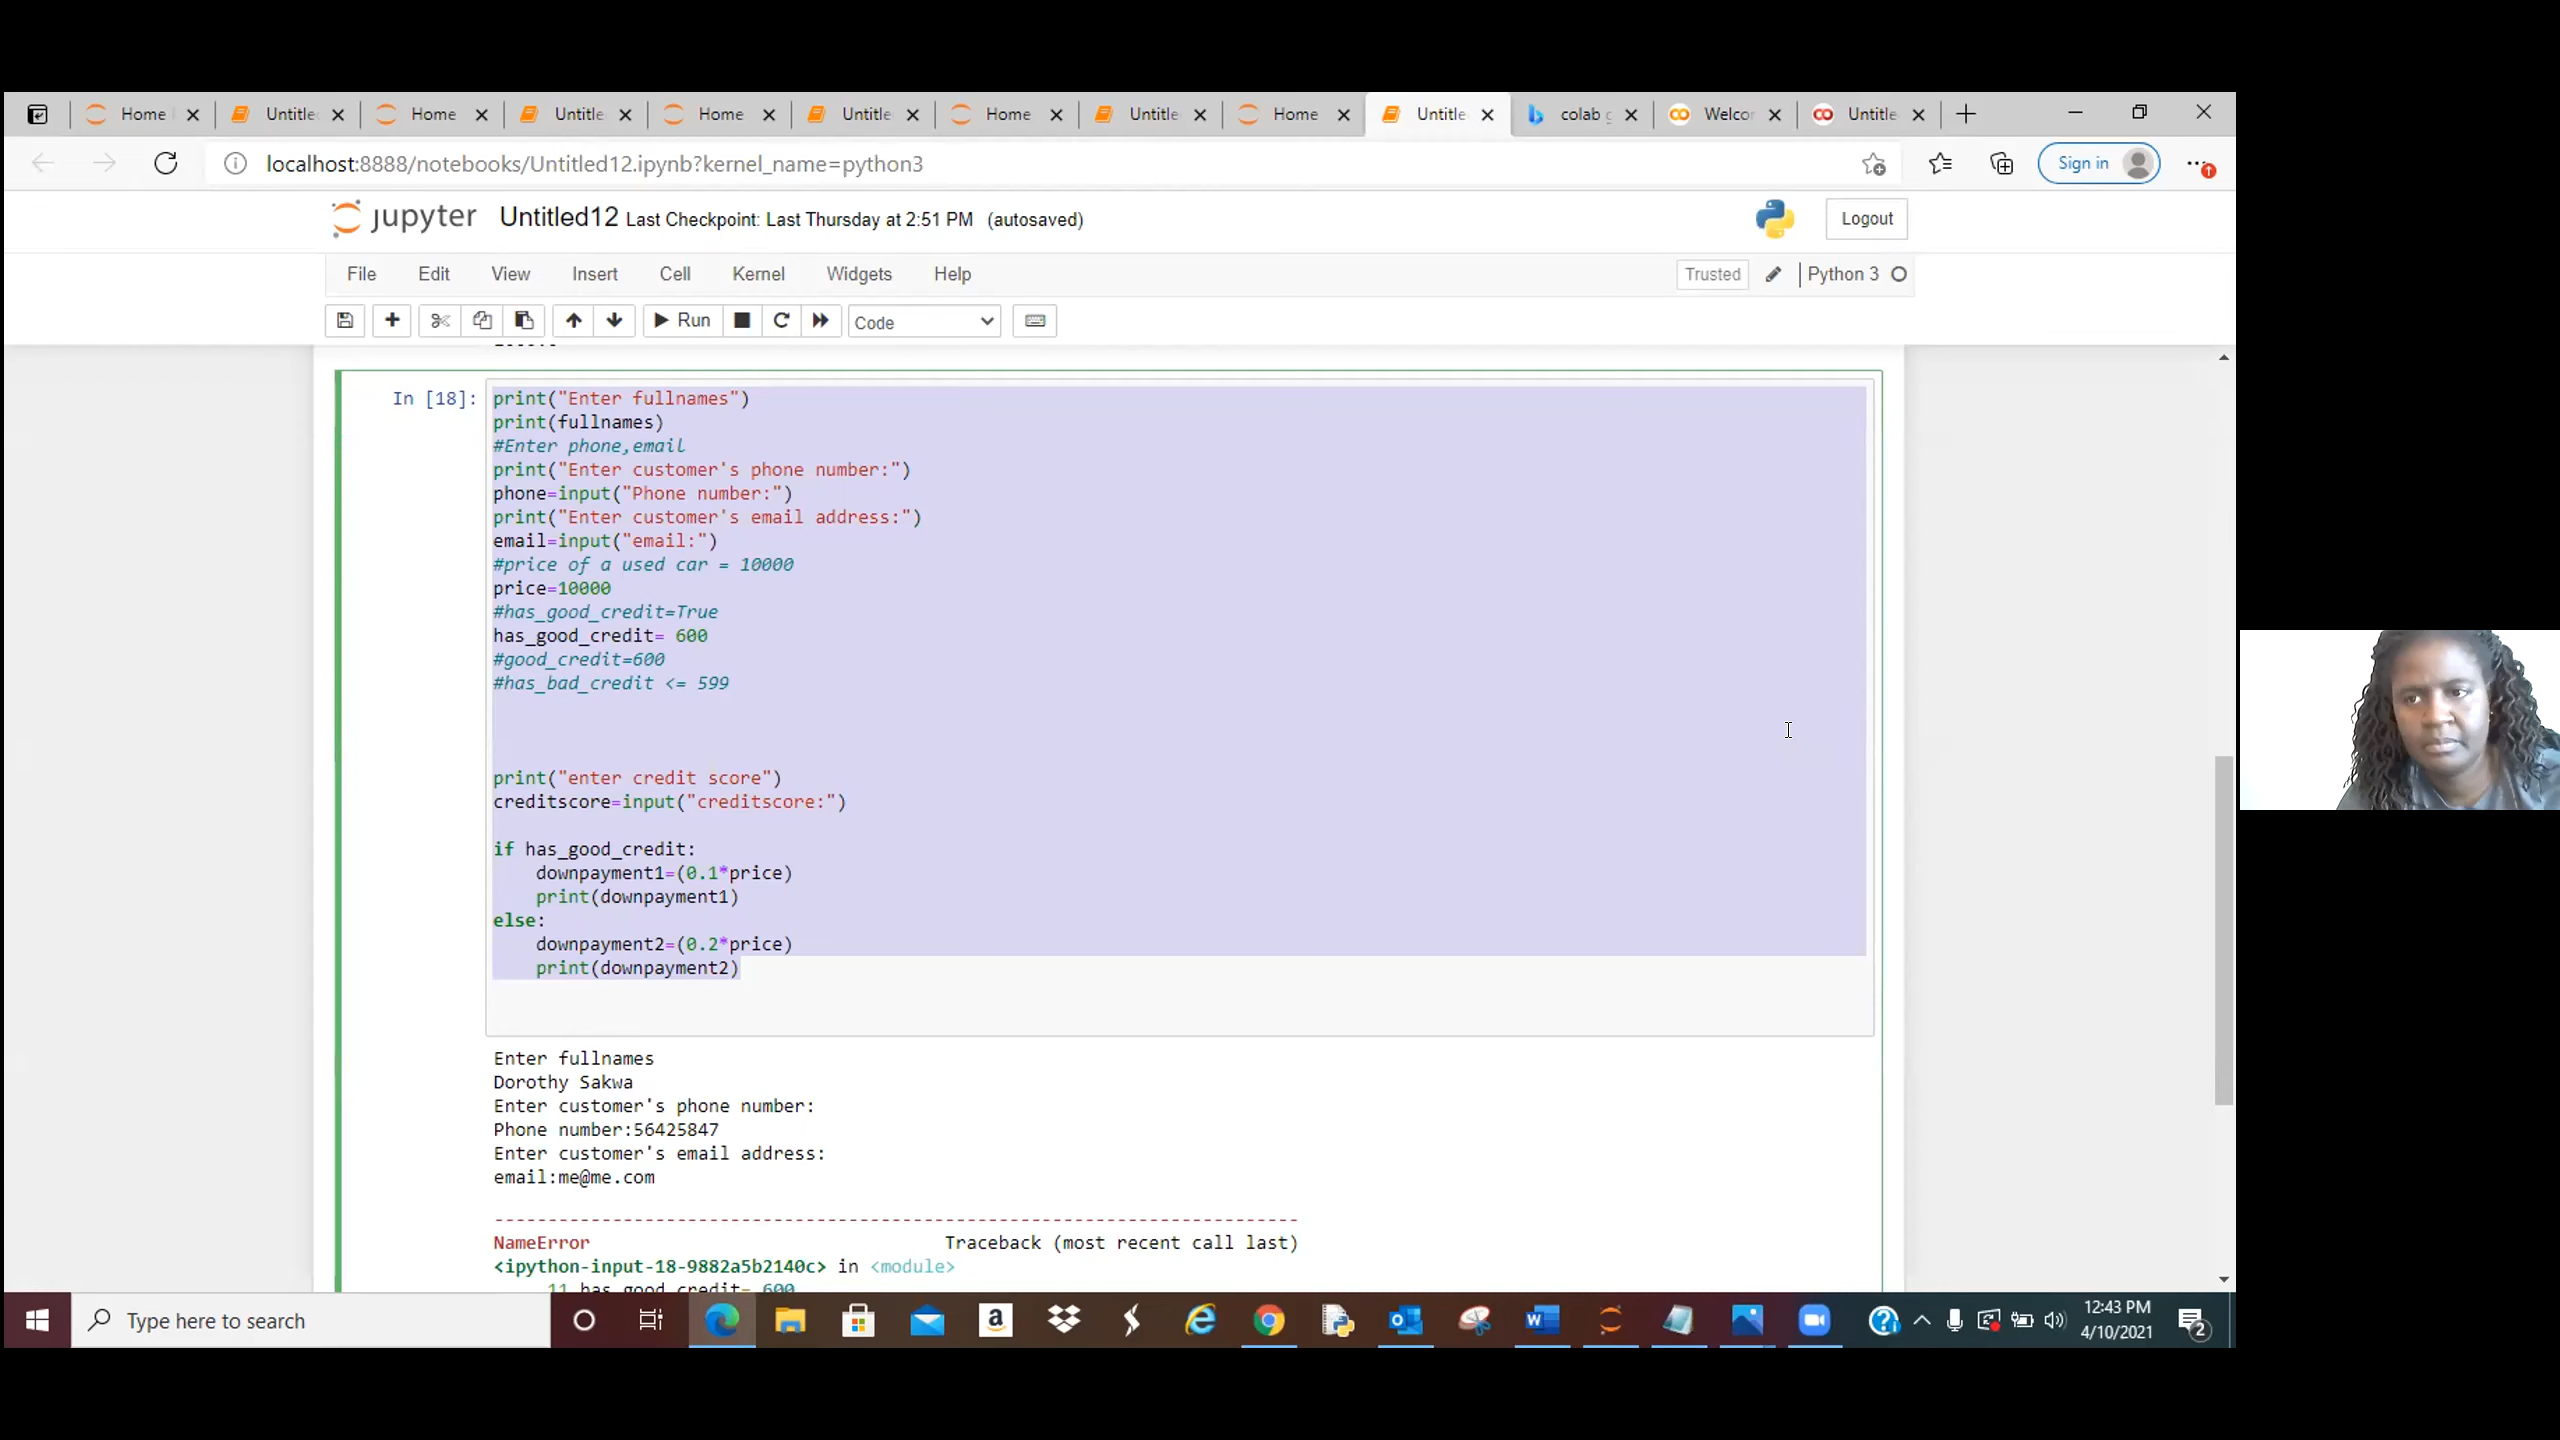 Home
Untitle
Home
Untitle
Home
Untitle
Home
Untitle
Home
Untitle
colab g
Welcor
Untitle
localhost:8888/notebooks/Untitled12.ipynb?kernel_name=python3
Sign in
jupyter Untitled12 Last Checkpoint: Last Thursday at 2:51 PM (autosaved)
Logout
File Edit View Insert Cell Kernel Widgets Help
Trusted
Python 3
Run
Code
In [18]:
print("Enter fullnames")
print(fullnames)
#Enter phone,email
print("Enter customer's phone number:")
phone=input("Phone number:")
print("Enter customer's email address:")
email=input("email:")
#price of a used car = 10000
price=10000
#has_good_credit=True
has_good_credit= 600
#good_credit=600
#has_bad_credit <= 599
print("enter credit score")
creditscore=input("creditscore:")
if has_good_credit:
    downpayment1=(0.1*price)
    print(downpayment1)
else:
    downpayment2=(0.2*price)
    print(downpayment2)
Enter fullnames
Dorothy Sakwa
Enter customer's phone number:
Phone number:56425847
Enter customer's email address:
email:me@me.com
---------------------------------------------------------------------------
NameError Traceback (most recent call last)
<ipython-input-18-9882a5b2140c> in <module>
11 has_good_credit= 600
Type here to search
12:43 PM
4/10/2021
2